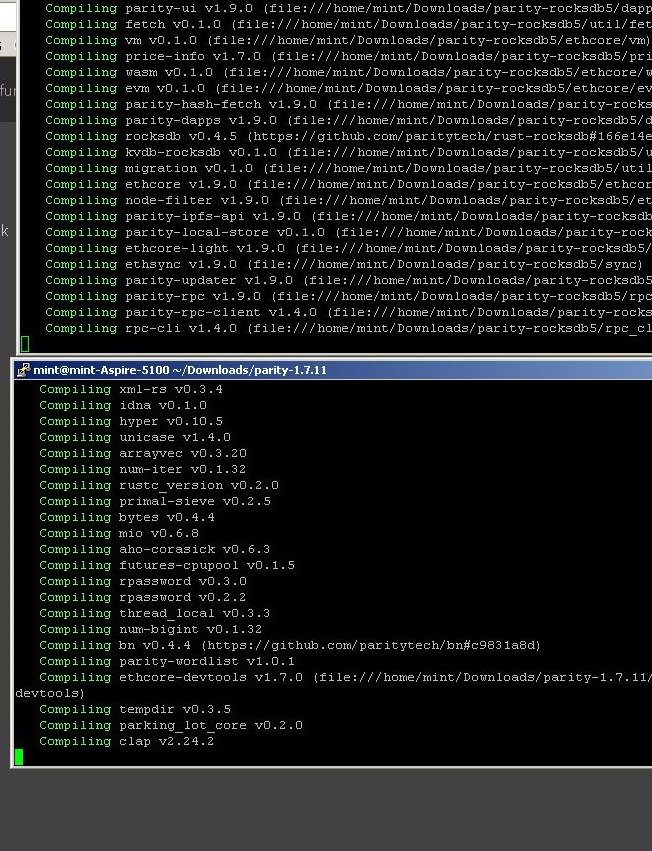 Compiling parity-ui v1.9.0 (file:///home/mint/Downloads/parity-rocksdb5/dapp
Compiling fetch v0.1.0 (file:///home/mint/Downloads/parity-rocksdb5/util/fet
Compiling vm v0.1.0 (file:///home/mint/Downloads/parity-rocksdb5/ethcore/vm)
Compiling price-info v1.7.0 (file:///home/mint/Downloads/parity-rocksdb5/pri
Compiling wasm v0.1.0 (file:///home/mint/Downloads/parity-rocksdb5/ethcore/w
Compiling evm v0.1.0 (file:///home/mint/Downloads/parity-rocksdb5/ethcore/ev
Compiling parity-hash-fetch v1.9.0 (file:///home/mint/Downloads/parity-rocks
Compiling parity-dapps v1.9.0 (file:///home/mint/Downloads/parity-rocksdb5/d
Compiling rocksdb v0.4.5 (https://github.com/paritytech/rust-rocksdb#166e14e
Compiling kvdb-rocksdb v0.1.0 (file:///home/mint/Downloads/parity-rocksdb5/u
Compiling migration v0.1.0 (file:///home/mint/Downloads/parity-rocksdb5/util
Compiling ethcore v1.9.0 (file:///home/mint/Downloads/parity-rocksdb5/ethcor
Compiling node-filter v1.9.0 (file:///home/mint/Downloads/parity-rocksdb5/et
Compiling parity-ipfs-api v1.9.0 (file:///home/mint/Downloads/parity-rocksdb
Compiling parity-local-store v0.1.0 (file:///home/mint/Downloads/parity-rock
Compiling ethcore-light v1.9.0 (file:///home/mint/Downloads/parity-rocksdb5/
Compiling ethsync v1.9.0 (file:///home/mint/Downloads/parity-rocksdb5/sync)
Compiling parity-updater v1.9.0 (file:///home/mint/Downloads/parity-rocksdb5
Compiling parity-rpc v1.9.0 (file:///home/mint/Downloads/parity-rocksdb5/rpc
Compiling parity-rpc-client v1.4.0 (file:///home/mint/Downloads/parity-rocks
Compiling rpc-cli v1.4.0 (file:///home/mint/Downloads/parity-rocksdb5/rpc_cl
mint@mint-Aspire-5100 ~/Downloads/parity-1.7.11
Compiling xml-rs v0.3.4
Compiling idna v0.1.0
Compiling hyper v0.10.5
Compiling unicase v1.4.0
Compiling arrayvec v0.3.20
Compiling num-iter v0.1.32
Compiling rustc_version v0.2.0
Compiling primal-sieve v0.2.5
Compiling bytes v0.4.4
Compiling mio v0.6.8
Compiling aho-corasick v0.6.3
Compiling futures-cpupool v0.1.5
Compiling rpassword v0.3.0
Compiling rpassword v0.2.2
Compiling thread_local v0.3.3
Compiling num-bigint v0.1.32
Compiling bn v0.4.4 (https://github.com/paritytech/bn#c9831a8d)
Compiling parity-wordlist v1.0.1
Compiling ethcore-devtools v1.7.0 (file:///home/mint/Downloads/parity-1.7.11/
devtools)
Compiling tempdir v0.3.5
Compiling parking_lot_core v0.2.0
Compiling clap v2.24.2